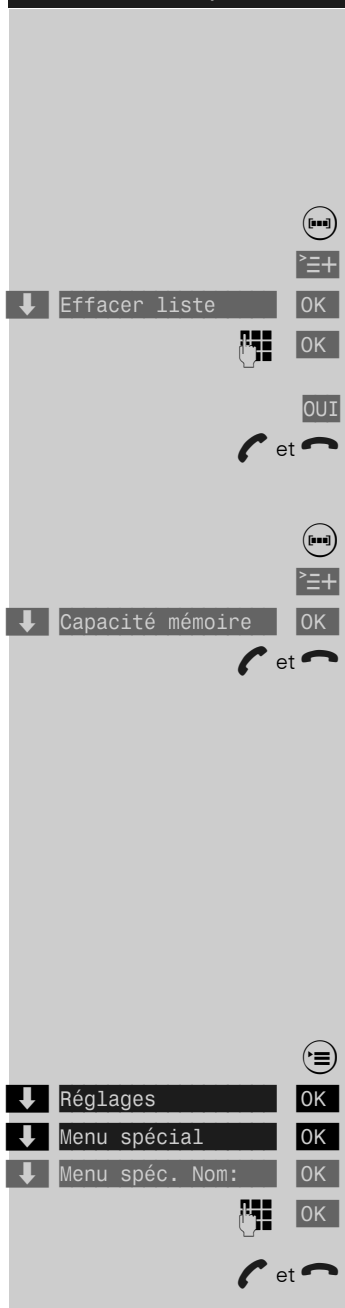 Effacer liste OK
OK
OUI
et
Capacité mémoire OK
et
Réglages OK
Menu spécial OK
Menu spéc. Nom: OK
OK
et